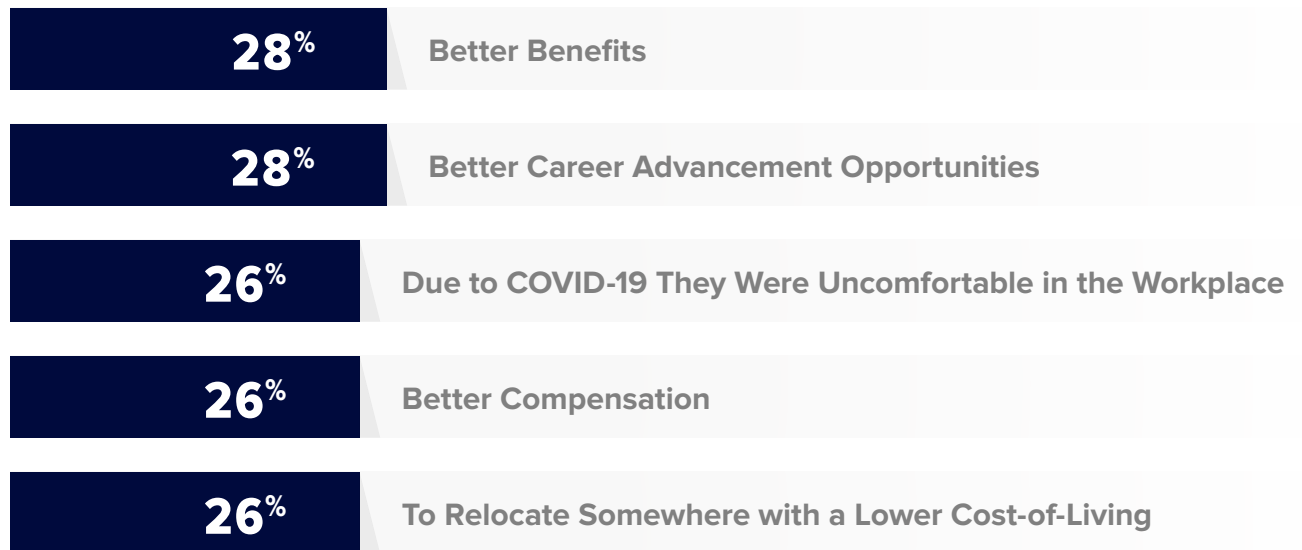 28% Better Benefits
28% Better Career Advancement Opportunities
26% Due to COVID-19 They Were Uncomfortable in the Workplace
26% Better Compensation
26% To Relocate Somewhere with a Lower Cost-of-Living